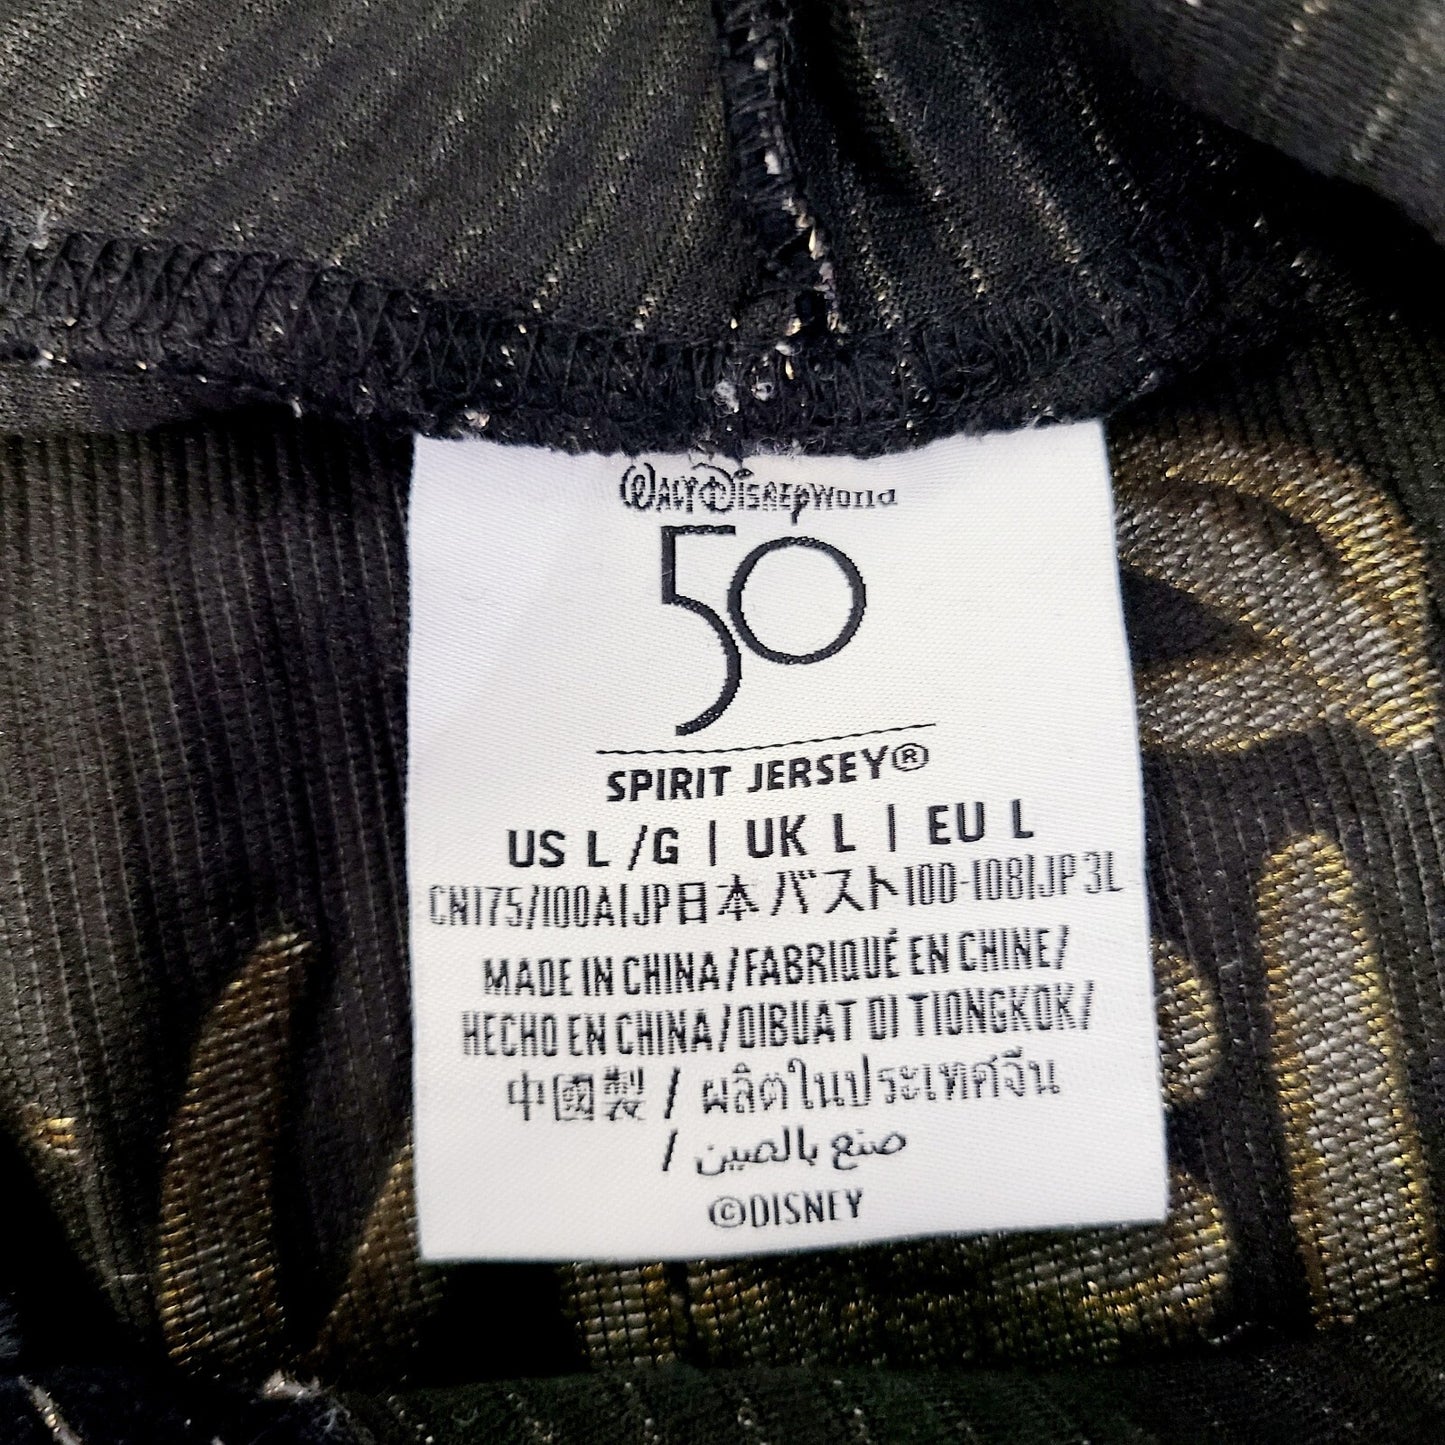 WALT DISNEY World
50
SPIRIT JERSEY®
US L /G | UK L | EU L
CN175/100A|JP日本バスト100-108|JP 3L
MADE IN CHINA/FABRIQUÉ EN CHINE/
HECHO EN CHINA/DIBUAT DI TIONGKOK/
中國製 / ผลิตในประเทศจีน
/ صنع بالصين
©DISNEY